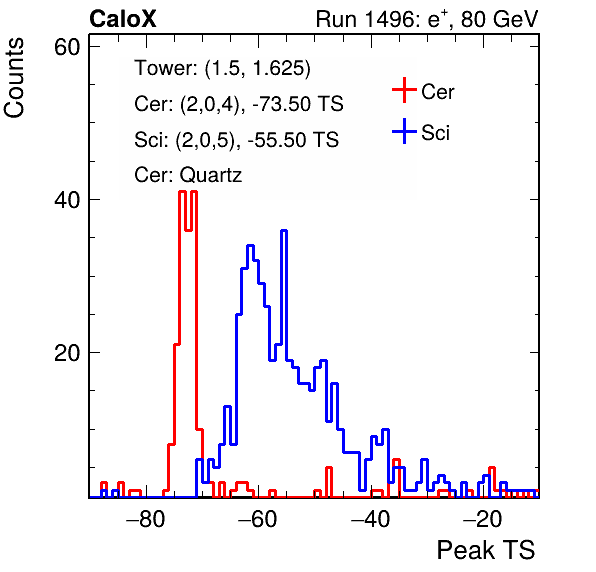 CaloX Run 1496: e⁺, 80 GeV
Counts
60
40
20
Tower: (1.5, 1.625)
Cer: (2,0,4), -73.50 TS
Sci: (2,0,5), -55.50 TS
Cer: Quartz
Cer
Sci
−80 −60 −40 −20
Peak TS